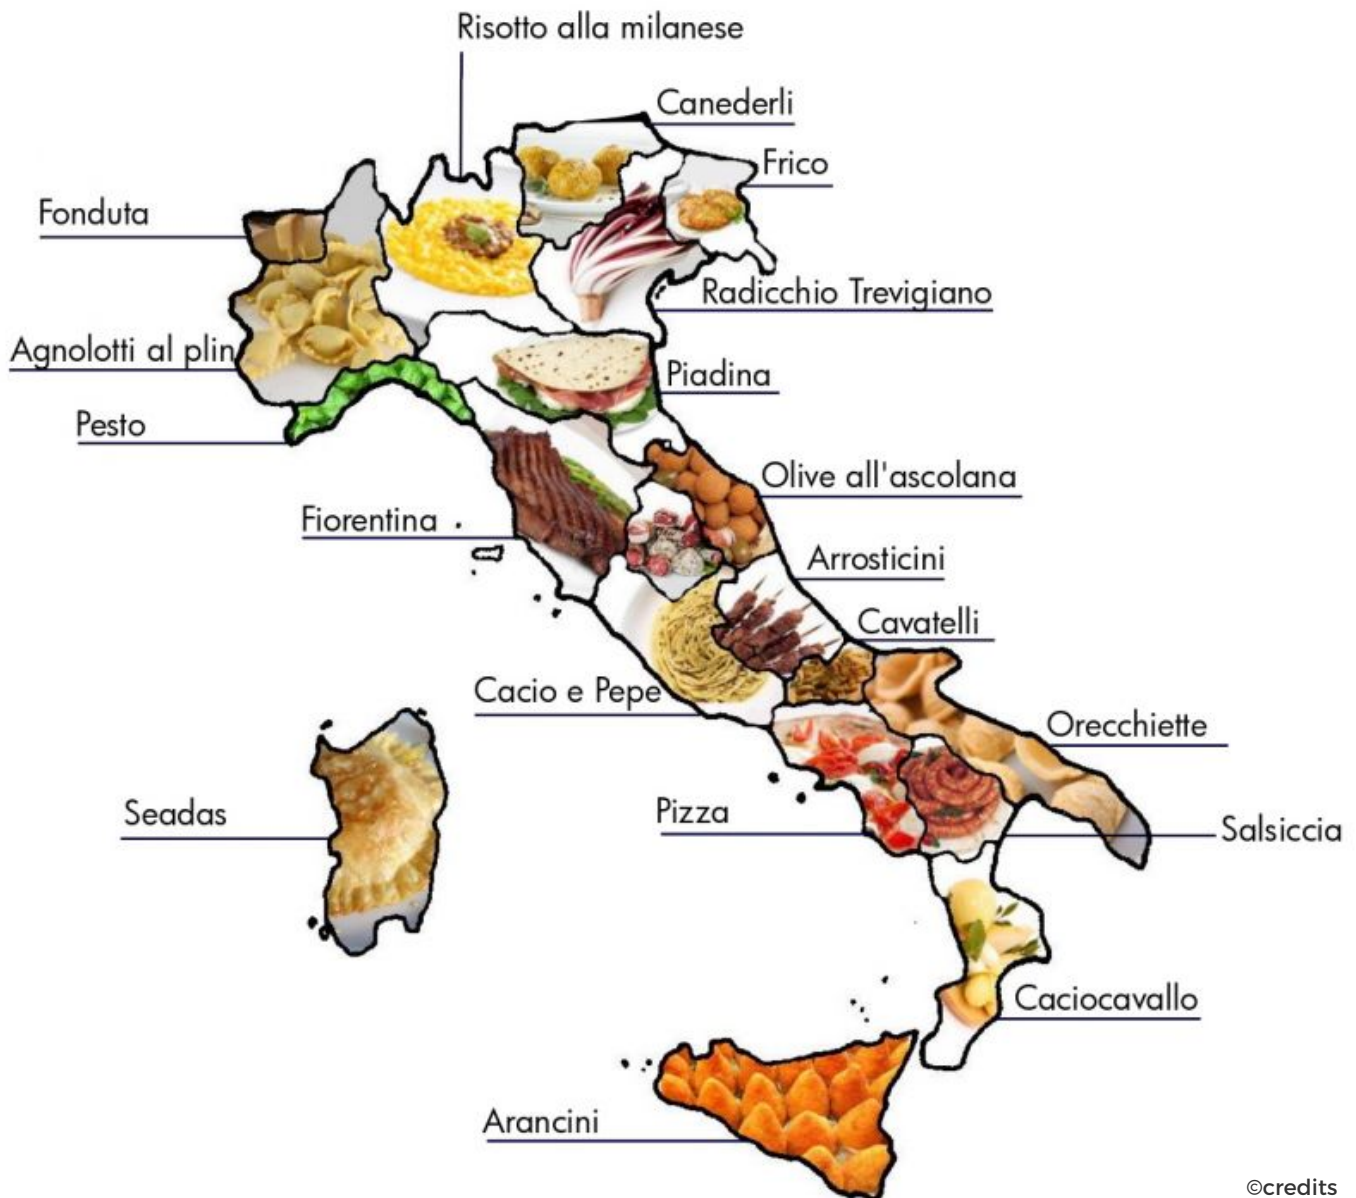 Risotto alla milanese
Canederli
Frico
Fonduta
Radicchio Trevigiano
Agnolotti al plin
Piadina
Pesto
Olive all'ascolana
Fiorentina
Arrosticini
Cavatelli
Cacio e Pepe
Orecchiette
Seadas
Pizza
Salsiccia
Caciocavallo
Arancini
©credits